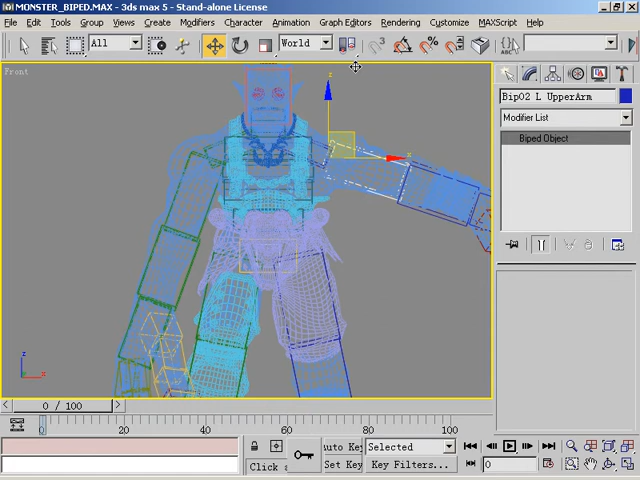 MONSTER_BIPED.MAX - 3ds max 5 - Stand-alone License
File Edit Tools Group Views Create Modifiers Character Animation Graph Editors Rendering Customize MAXScript Help
All World
Front
z
x
Bip02 L UpperArm
Modifier List
Biped Object
z
x
0 / 100
0 20 40 60 80 100
Auto Key Selected
Click Set Key Key Filters... 0